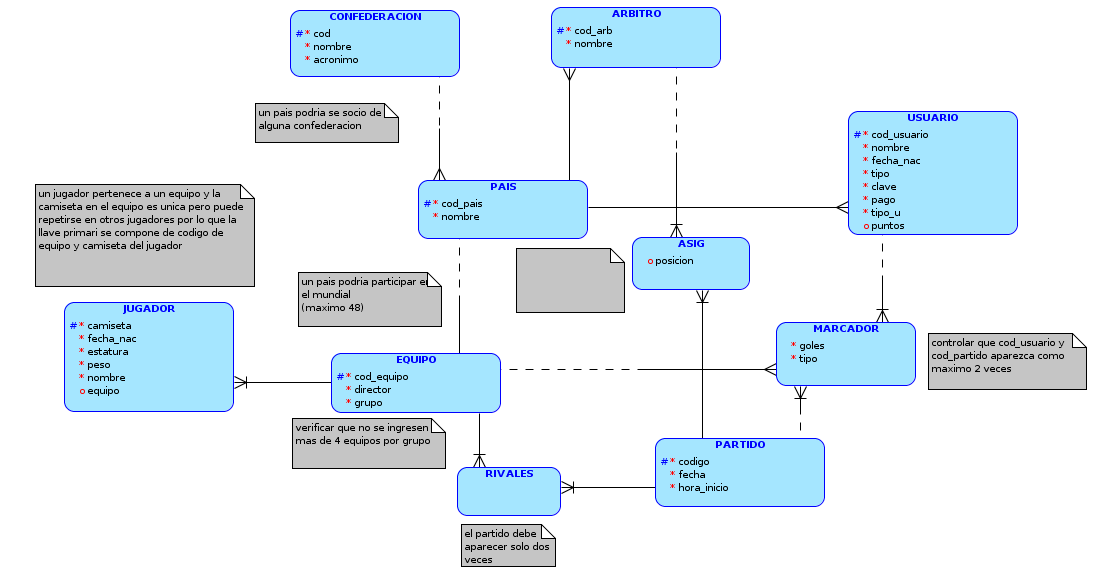 CONFEDERACION
#* cod
* nombre
* acronimo
ARBITRO
#* cod_arb
* nombre
un pais podria se socio de
alguna confederacion
USUARIO
#* cod_usuario
* nombre
* fecha_nac
* tipo
* clave
* pago
* tipo_u
o puntos
un jugador pertenece a un equipo y la
camiseta en el equipo es unica pero puede
repetirse en otros jugadores por lo que la
llave primari se compone de codigo de
equipo y camiseta del jugador
PAIS
#* cod_pais
* nombre
ASIG
o posicion
un pais podria participar en
el mundial
(maximo 48)
JUGADOR
#* camiseta
* fecha_nac
* estatura
* peso
* nombre
o equipo
EQUIPO
#* cod_equipo
* director
* grupo
MARCADOR
* goles
* tipo
controlar que cod_usuario y
cod_partido aparezca como
maximo 2 veces
verificar que no se ingresen
mas de 4 equipos por grupo
PARTIDO
#* codigo
* fecha
* hora_inicio
RIVALES
el partido debe
aparecer solo dos
veces